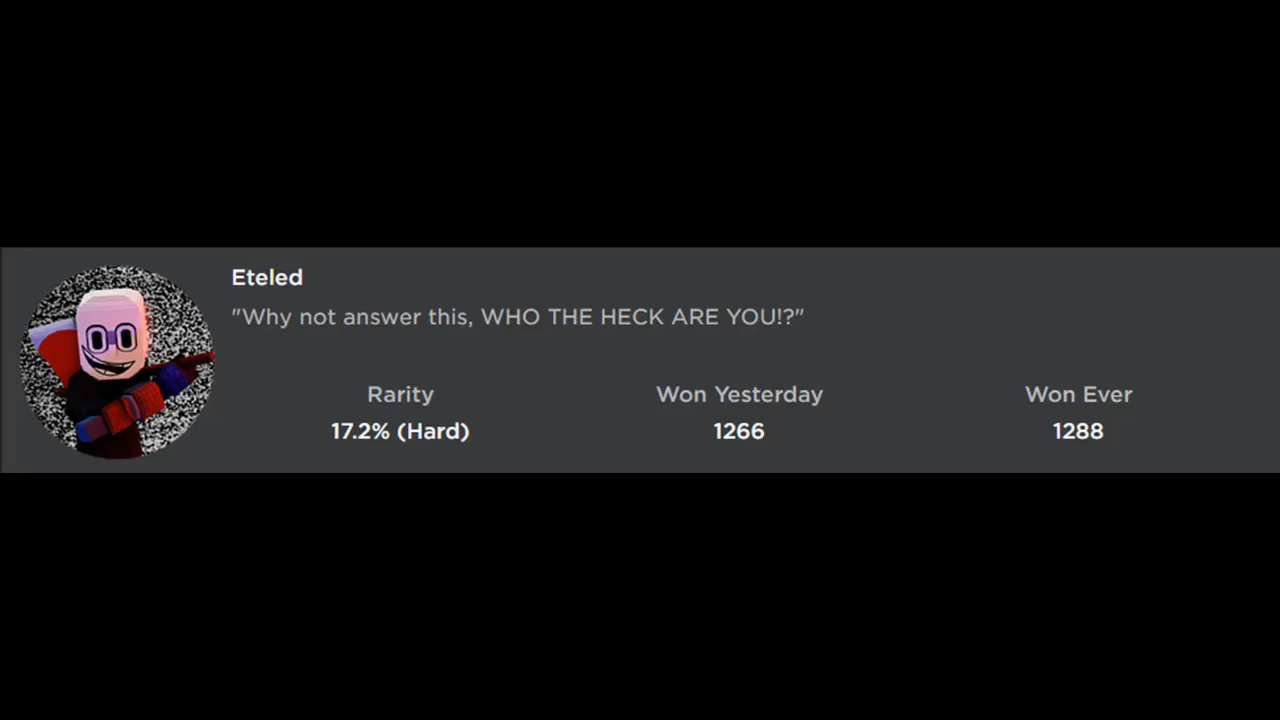 Eteled
"Why not answer this, WHO THE HECK ARE YOU!?"
Rarity Won Yesterday Won Ever
17.2% (Hard) 1266 1288